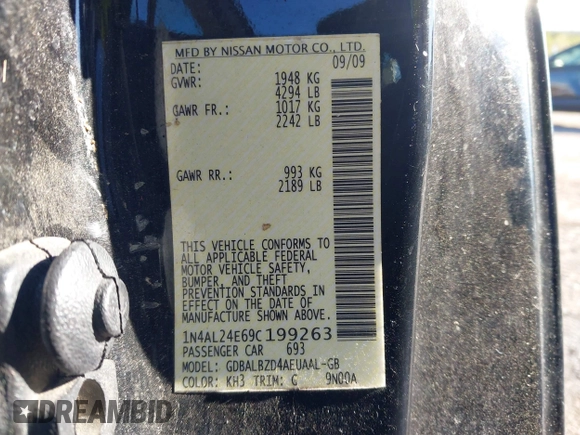 MFD BY NISSAN MOTOR CO., LTD.
DATE: 09/09
GVWR: 1948 KG
4294 LB
GAWR FR.: 1017 KG
2242 LB
GAWR RR.: 993 KG
2189 LB
THIS VEHICLE CONFORMS TO
ALL APPLICABLE FEDERAL
MOTOR VEHICLE SAFETY,
BUMPER, AND THEFT
PREVENTION STANDARDS IN
EFFECT ON THE DATE OF
MANUFACTURE SHOWN ABOVE.
1N4AL24E69C199263
PASSENGER CAR 693
MODEL: GDBALBZD4AEUAAL-GB
COLOR: KH3 TRIM: G 9N00A
DREAMBID